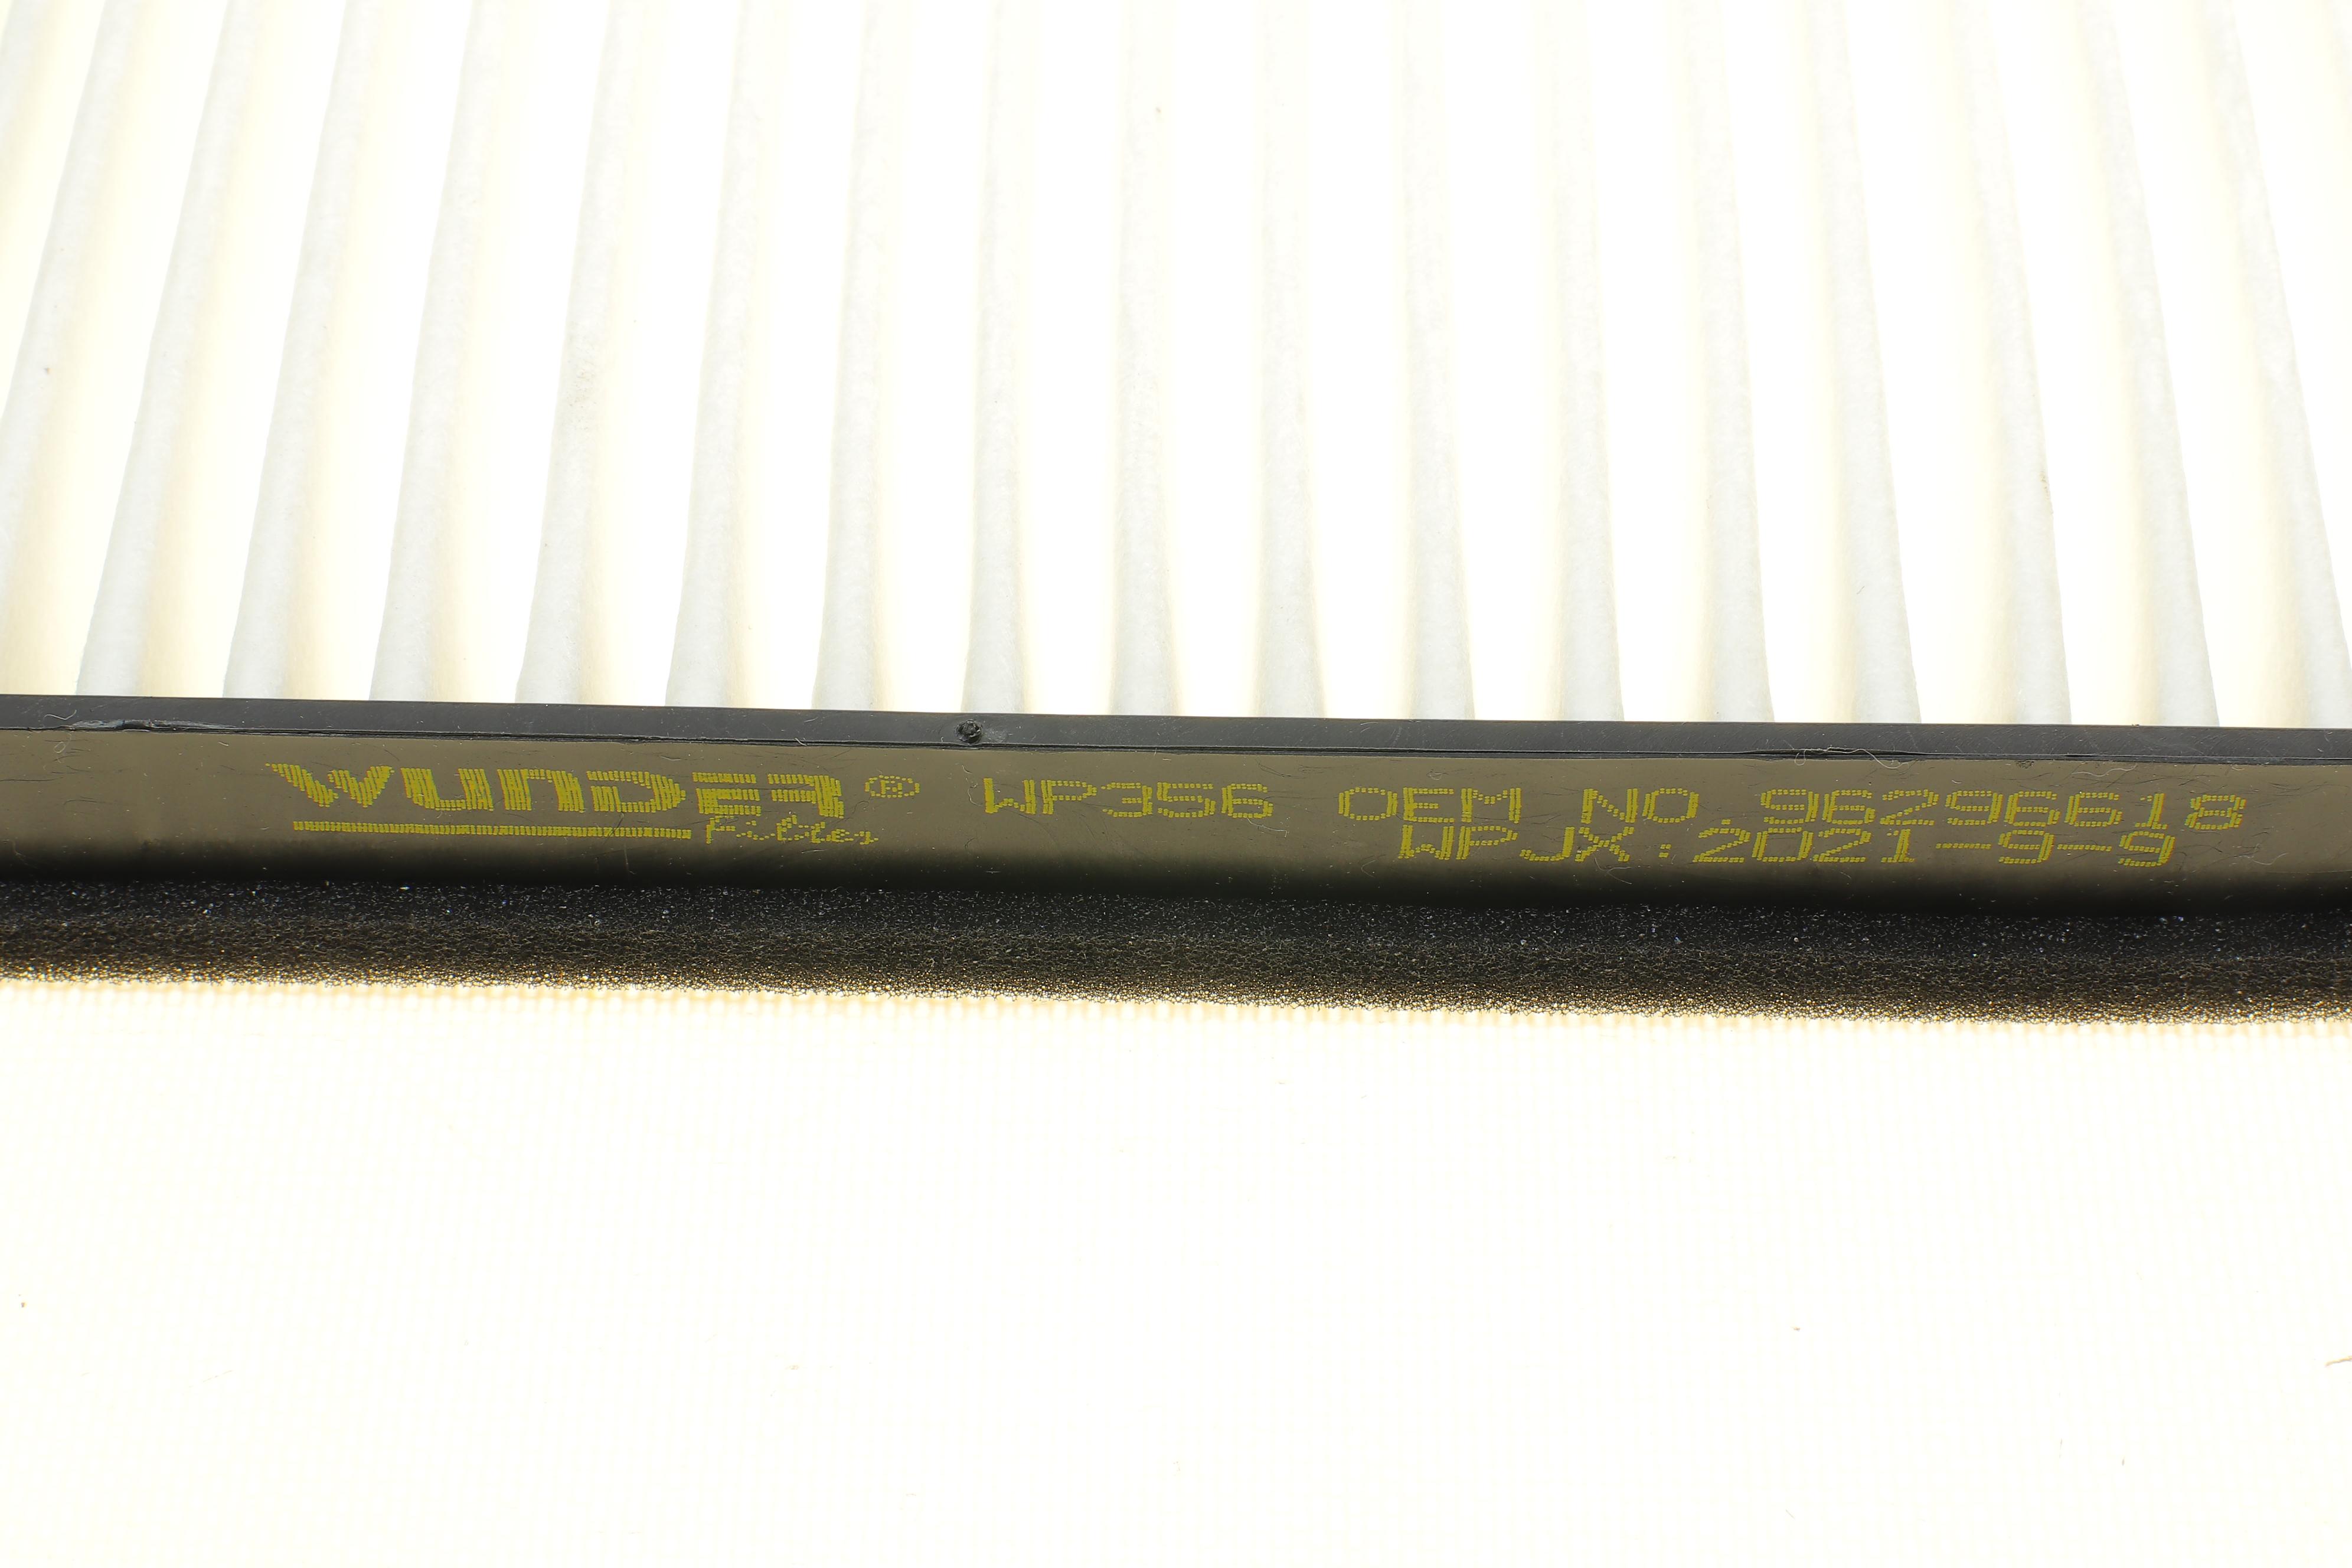 WUNDER® WP356 OEM NO.96296618
Filter WPJX:2021-9-9